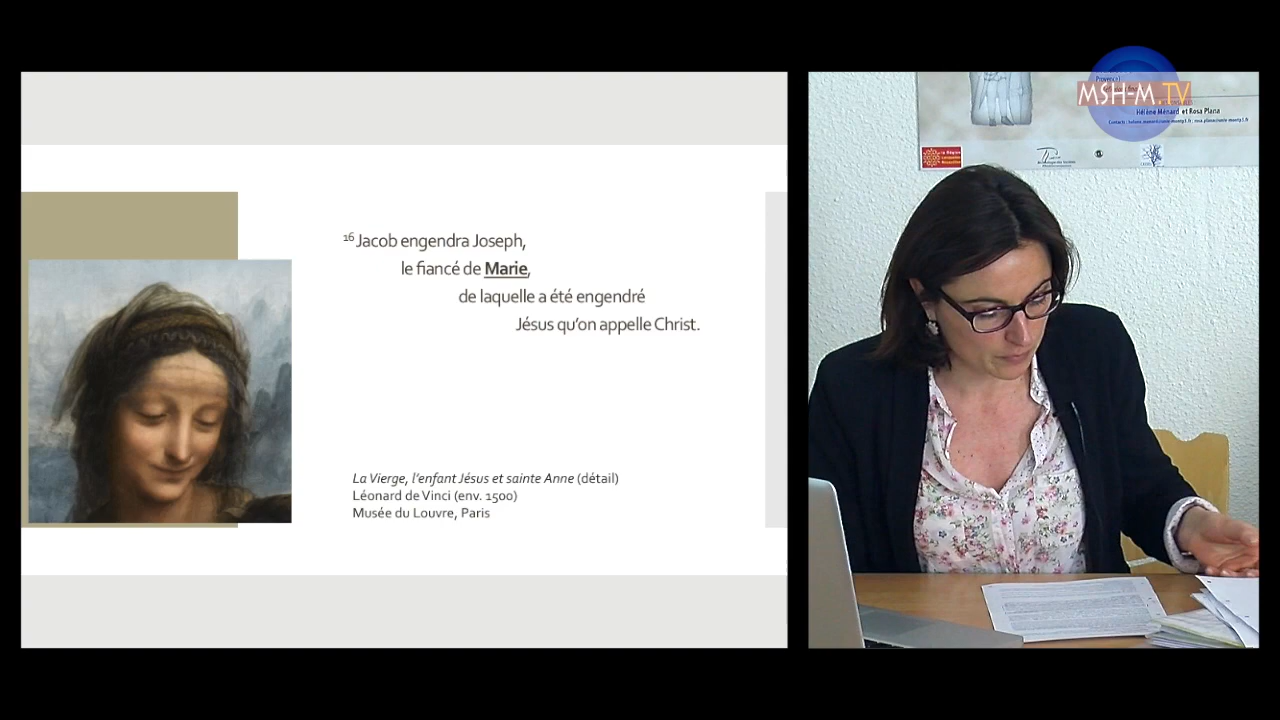 16 Jacob engendra Joseph,
le fiancé de Marie,
de laquelle a été engendré
Jésus qu'on appelle Christ.
La Vierge, l'enfant Jésus et sainte Anne (détail)
Léonard de Vinci (env. 1500)
Musée du Louvre, Paris
MSH-M.TV
Hélène Ménard et Rosa Plana